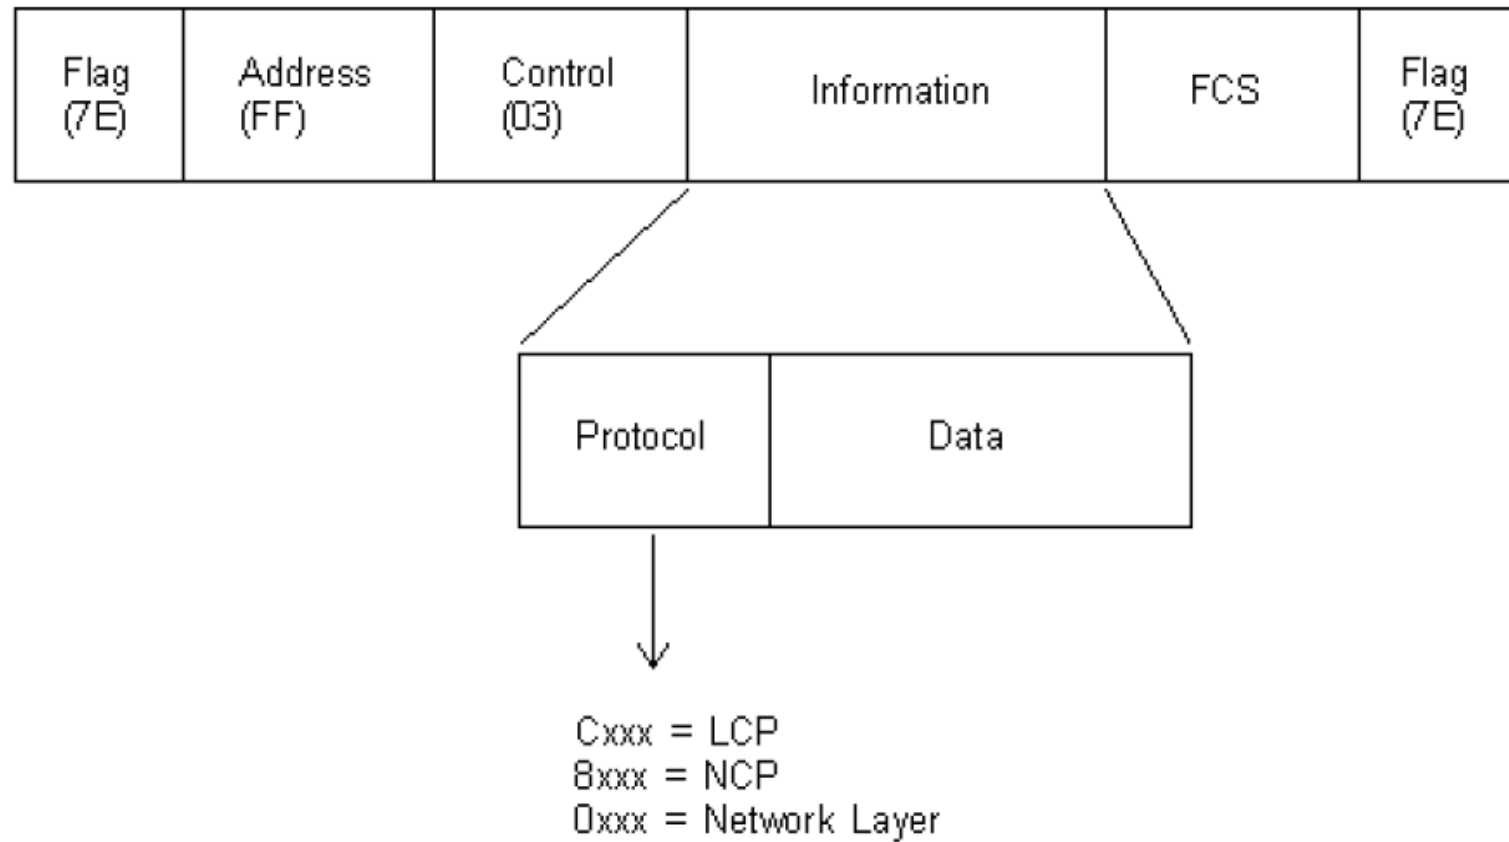 Flag
(7E)
Address
(FF)
Control
(03)
Information
FCS
Flag
(7E)
Protocol
Data
Cxxx = LCP
8xxx = NCP
0xxx = Network Layer